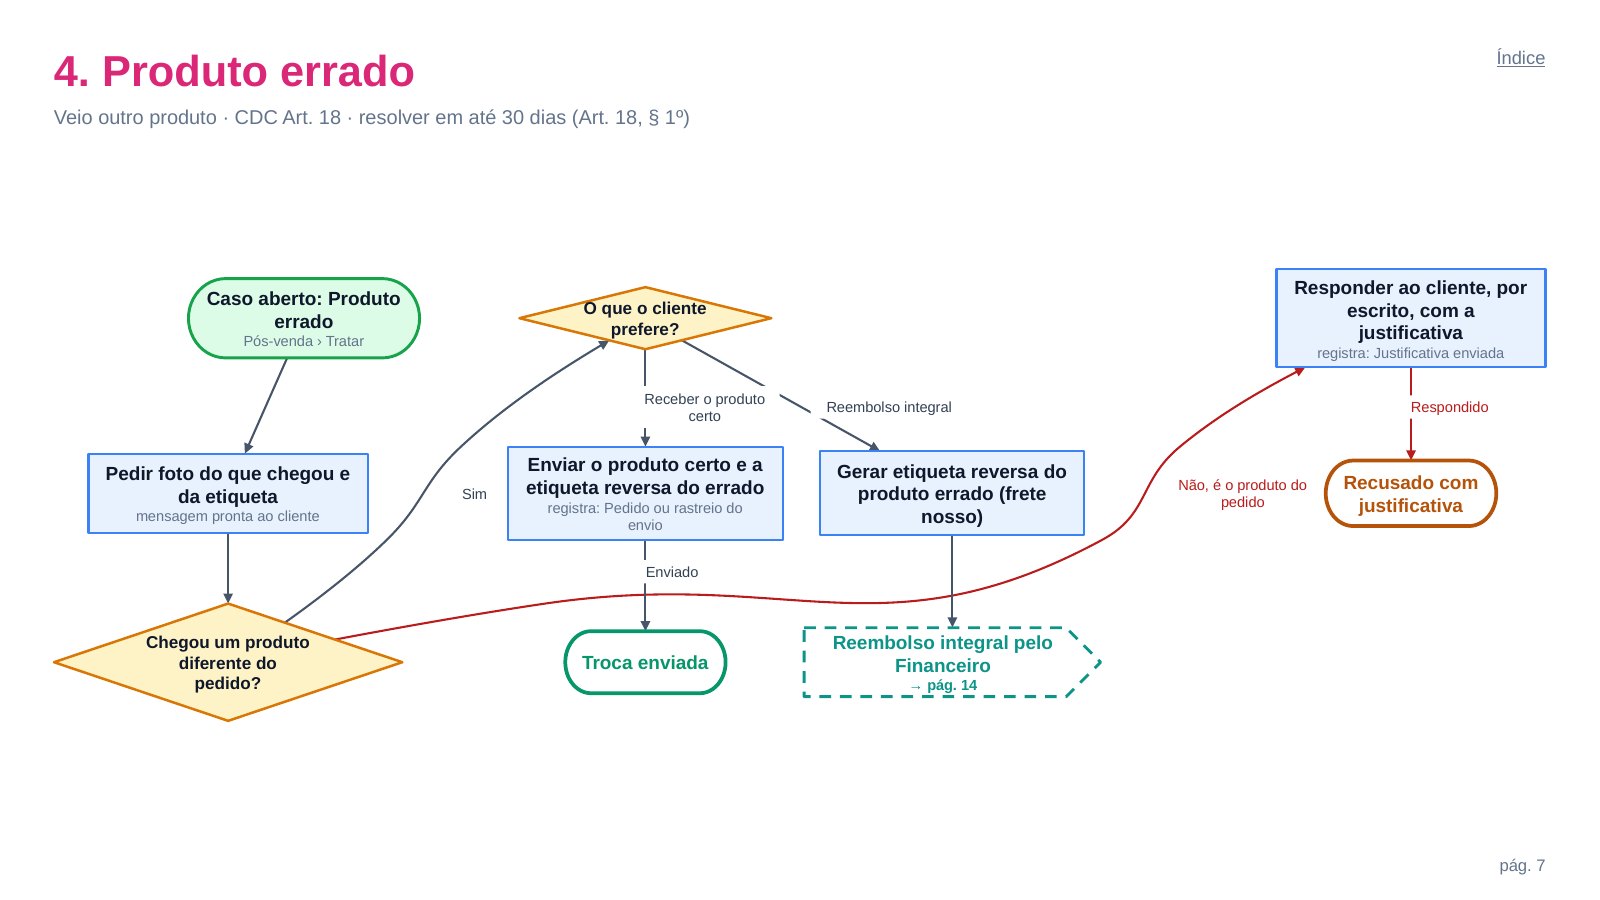 4. Produto errado
Índice
Veio outro produto · CDC Art. 18 · resolver em até 30 dias (Art. 18, § 1º)
Caso aberto: Produto
errado
Pós-venda › Tratar
Pedir foto do que chegou e
da etiqueta
mensagem pronta ao cliente
Chegou um produto
diferente do
pedido?
Sim
O que o cliente
prefere?
Receber o produto
certo
Reembolso integral
Enviar o produto certo e a
etiqueta reversa do errado
registra: Pedido ou rastreio do
envio
Enviado
Troca enviada
Gerar etiqueta reversa do
produto errado (frete
nosso)
Reembolso integral pelo
Financeiro
→ pág. 14
Não, é o produto do
pedido
Responder ao cliente, por
escrito, com a
justificativa
registra: Justificativa enviada
Respondido
Recusado com
justificativa
pág. 7